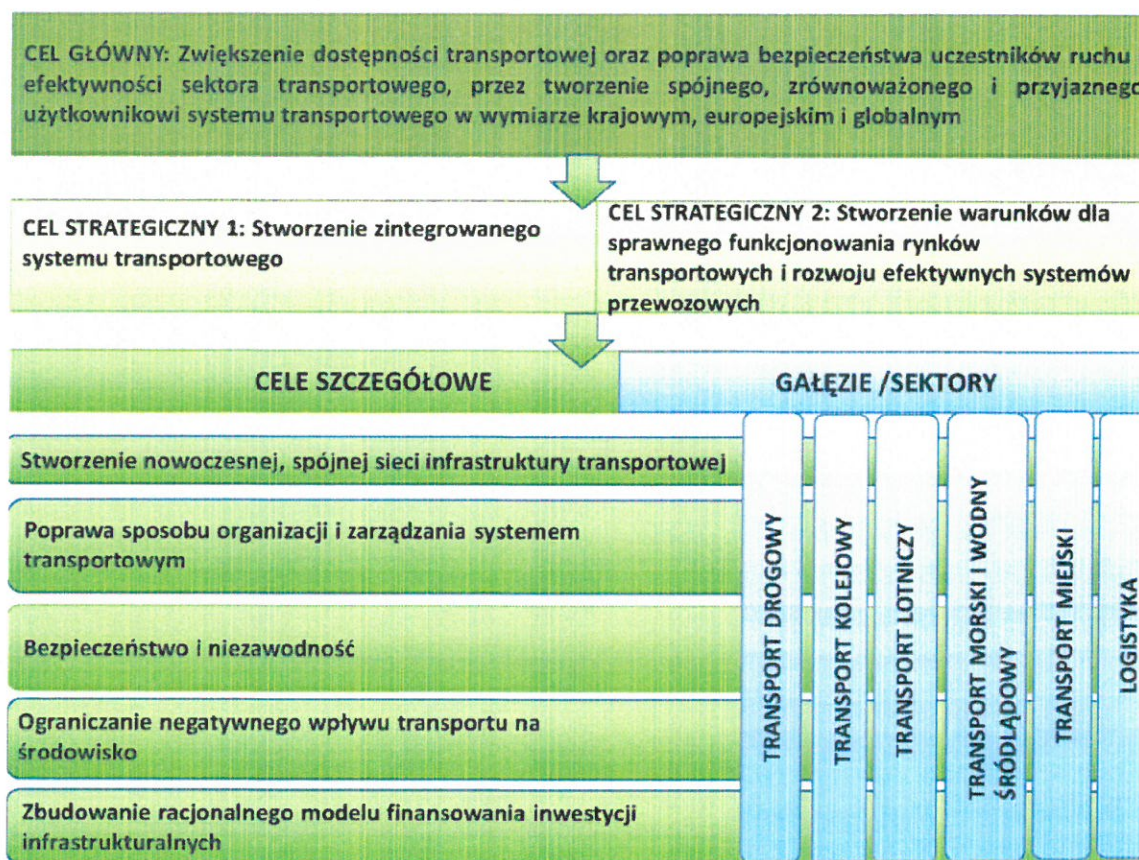 CEL GŁÓWNY: Zwiększenie dostępności transportowej oraz poprawa bezpieczeństwa uczestników ruchu
efektywności sektora transportowego, przez tworzenie spójnego, zrównoważonego i przyjaznego
użytkownikowi systemu transportowego w wymiarze krajowym, europejskim i globalnym
CEL STRATEGICZNY 1: Stworzenie zintegrowanego
systemu transportowego
CEL STRATEGICZNY 2: Stworzenie warunków dla
sprawnego funkcjonowania rynków
transportowych i rozwoju efektywnych systemów
przewozowych
CELE SZCZEGÓŁOWE
GAŁĘZIE /SEKTORY
Stworzenie nowoczesnej, spójnej sieci infrastruktury transportowej
Poprawa sposobu organizacji i zarządzania systemem
transportowym
Bezpieczeństwo i niezawodność
Ograniczanie negatywnego wpływu transportu na
środowisko
Zbudowanie racjonalnego modelu finansowania inwestycji
infrastrukturalnych
TRANSPORT DROGOWY
TRANSPORT KOLEJOWY
TRANSPORT LOTNICZY
TRANSPORT MORSKI I WODNY
ŚRÓDLĄDOWY
TRANSPORT MIEJSKI
LOGISTYKA